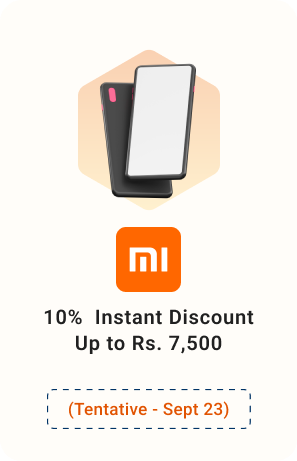 mi
10% Instant Discount
Up to Rs. 7,500
(Tentative - Sept 23)